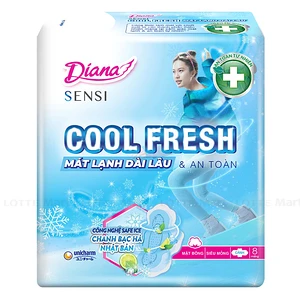 Diana
SENSI
COOL FRESH
MÁT LẠNH DÀI LÂU & AN TOÀN
CÔNG NGHỆ SAFE ICE
CHANH BẠC HÀ
NHẬT BẢN
unicharm
MẶT BÔNG
SIÊU MỎNG
8